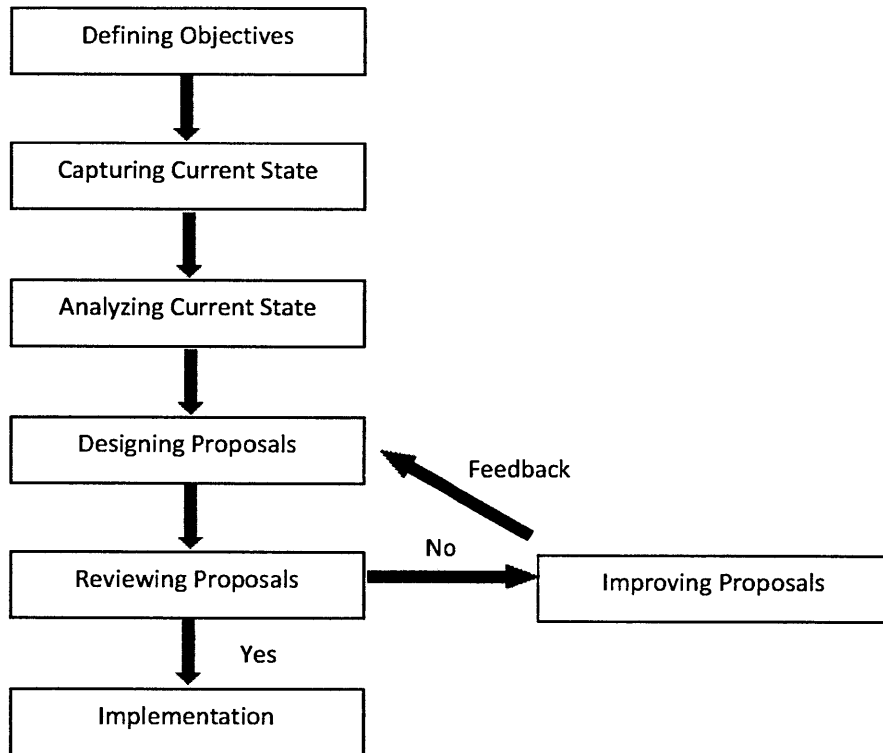 Defining Objectives
Capturing Current State
Analyzing Current State
Designing Proposals
Feedback
No
Reviewing Proposals
Improving Proposals
Yes
Implementation